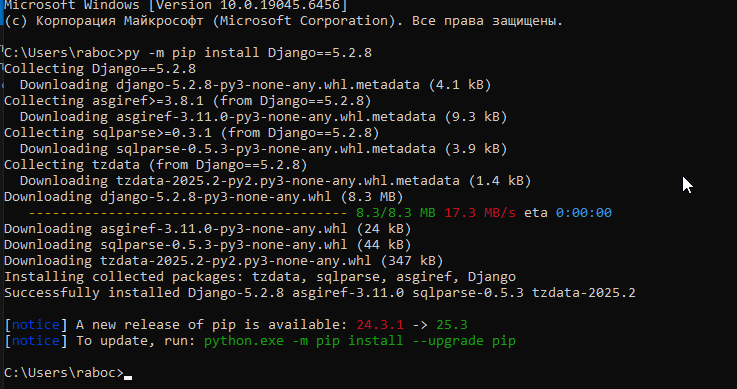 Microsoft Windows [Version 10.0.19045.6456]
(c) Корпорация Майкрософт (Microsoft Corporation). Все права защищены.
C:\Users\raboc>py -m pip install Django==5.2.8
Collecting Django==5.2.8
  Downloading django-5.2.8-py3-none-any.whl.metadata (4.1 kB)
Collecting asgiref>=3.8.1 (from Django==5.2.8)
  Downloading asgiref-3.11.0-py3-none-any.whl.metadata (9.3 kB)
Collecting sqlparse>=0.3.1 (from Django==5.2.8)
  Downloading sqlparse-0.5.3-py3-none-any.whl.metadata (3.9 kB)
Collecting tzdata (from Django==5.2.8)
  Downloading tzdata-2025.2-py2.py3-none-any.whl.metadata (1.4 kB)
Downloading django-5.2.8-py3-none-any.whl (8.3 MB)
   ---------------------------------------- 8.3/8.3 MB 17.3 MB/s eta 0:00:00
Downloading asgiref-3.11.0-py3-none-any.whl (24 kB)
Downloading sqlparse-0.5.3-py3-none-any.whl (44 kB)
Downloading tzdata-2025.2-py2.py3-none-any.whl (347 kB)
Installing collected packages: tzdata, sqlparse, asgiref, Django
Successfully installed Django-5.2.8 asgiref-3.11.0 sqlparse-0.5.3 tzdata-2025.2
[notice] A new release of pip is available: 24.3.1 -> 25.3
[notice] To update, run: python.exe -m pip install --upgrade pip
C:\Users\raboc>